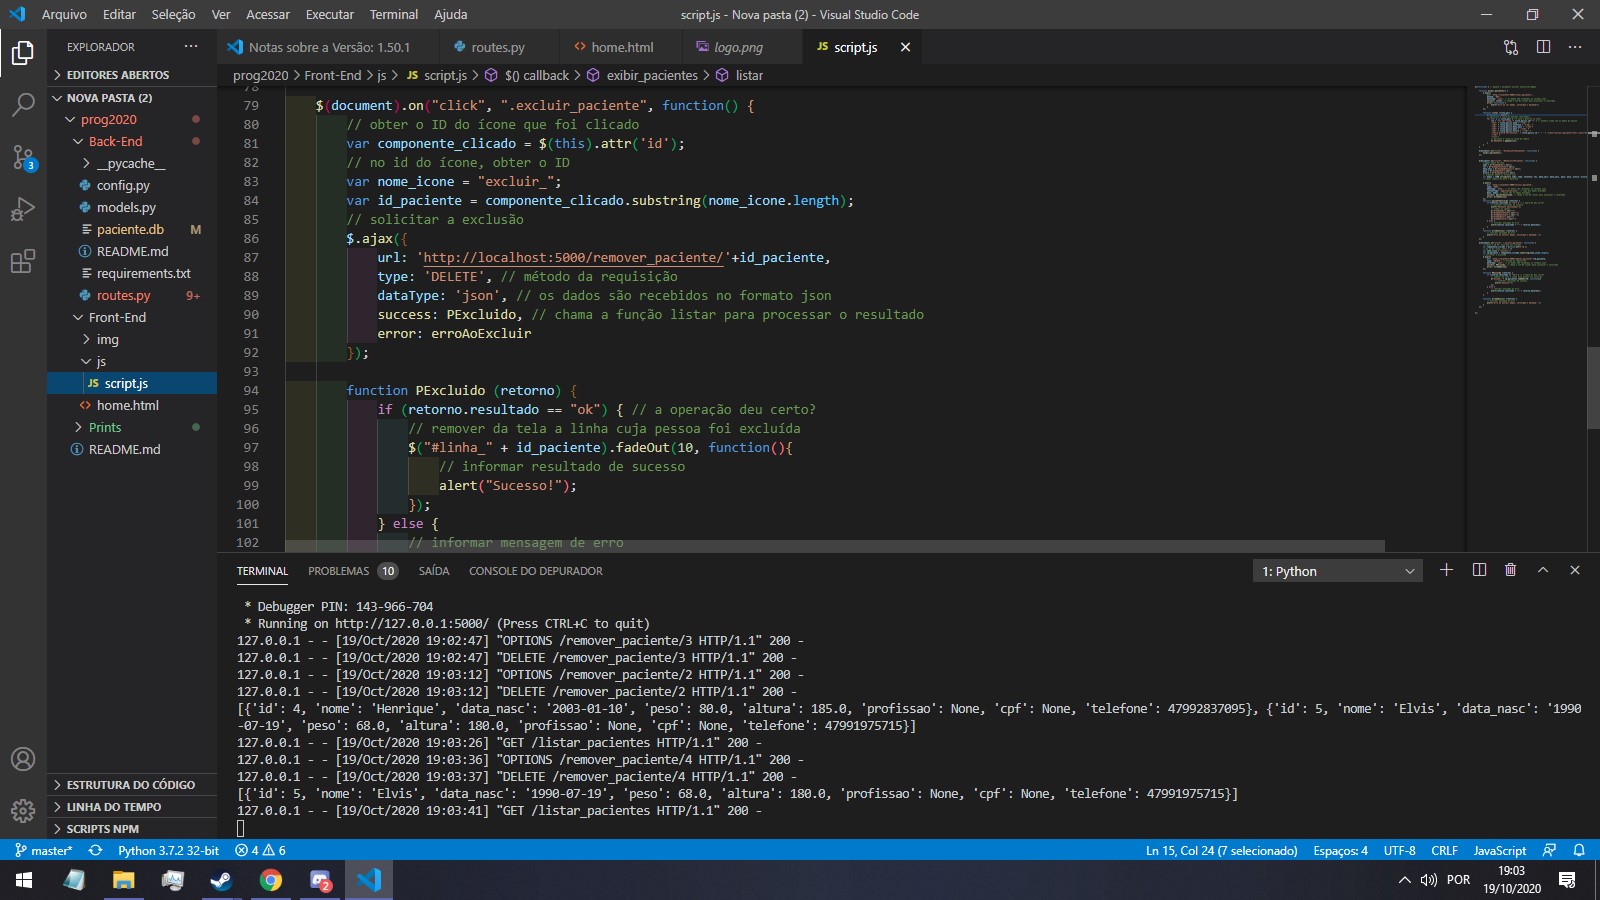 Arquivo Editar Seleção Ver Acessar Executar Terminal Ajuda script.js - Nova pasta (2) - Visual Studio Code
EXPLORADOR
Notas sobre a Versão: 1.50.1 routes.py home.html logo.png JS script.js
EDITORES ABERTOS
prog2020 > Front-End > js > JS script.js > $() callback > exibir_pacientes > listar
NOVA PASTA (2)
prog2020
Back-End
__pycache__
config.py
models.py
paciente.db M
README.md
requirements.txt
routes.py 9+
Front-End
img
js
JS script.js
home.html
Prints
README.md
ESTRUTURA DO CÓDIGO
LINHA DO TEMPO
SCRIPTS NPM
3
78
79 $(document).on("click", ".excluir_paciente", function() {
80 // obter o ID do ícone que foi clicado
81 var componente_clicado = $(this).attr('id');
82 // no id do ícone, obter o ID
83 var nome_icone = "excluir_";
84 var id_paciente = componente_clicado.substring(nome_icone.length);
85 // solicitar a exclusão
86 $.ajax({
87 url: 'http://localhost:5000/remover_paciente/'+id_paciente,
88 type: 'DELETE', // método da requisição
89 dataType: 'json', // os dados são recebidos no formato json
90 success: PExcluido, // chama a função listar para processar o resultado
91 error: erroAoExcluir
92 });
93
94 function PExcluido (retorno) {
95 if (retorno.resultado == "ok") { // a operação deu certo?
96 // remover da tela a linha cuja pessoa foi excluída
97 $("#linha_" + id_paciente).fadeOut(10, function(){
98 // informar resultado de sucesso
99 alert("Sucesso!");
100 });
101 } else {
102 // informar mensagem de erro
TERMINAL PROBLEMAS 10 SAÍDA CONSOLE DO DEPURADOR 1: Python
* Debugger PIN: 143-966-704
* Running on http://127.0.0.1:5000/ (Press CTRL+C to quit)
127.0.0.1 - - [19/Oct/2020 19:02:47] "OPTIONS /remover_paciente/3 HTTP/1.1" 200 -
127.0.0.1 - - [19/Oct/2020 19:02:47] "DELETE /remover_paciente/3 HTTP/1.1" 200 -
127.0.0.1 - - [19/Oct/2020 19:03:12] "OPTIONS /remover_paciente/2 HTTP/1.1" 200 -
127.0.0.1 - - [19/Oct/2020 19:03:12] "DELETE /remover_paciente/2 HTTP/1.1" 200 -
[{'id': 4, 'nome': 'Henrique', 'data_nasc': '2003-01-10', 'peso': 80.0, 'altura': 185.0, 'profissao': None, 'cpf': None, 'telefone': 47992837095}, {'id': 5, 'nome': 'Elvis', 'data_nasc': '1990
-07-19', 'peso': 68.0, 'altura': 180.0, 'profissao': None, 'cpf': None, 'telefone': 47991975715}]
127.0.0.1 - - [19/Oct/2020 19:03:26] "GET /listar_pacientes HTTP/1.1" 200 -
127.0.0.1 - - [19/Oct/2020 19:03:36] "OPTIONS /remover_paciente/4 HTTP/1.1" 200 -
127.0.0.1 - - [19/Oct/2020 19:03:37] "DELETE /remover_paciente/4 HTTP/1.1" 200 -
[{'id': 5, 'nome': 'Elvis', 'data_nasc': '1990-07-19', 'peso': 68.0, 'altura': 180.0, 'profissao': None, 'cpf': None, 'telefone': 47991975715}]
127.0.0.1 - - [19/Oct/2020 19:03:41] "GET /listar_pacientes HTTP/1.1" 200 -
master* Python 3.7.2 32-bit 4 6 Ln 15, Col 24 (7 selecionado) Espaços: 4 UTF-8 CRLF JavaScript
2 POR 19:03
19/10/2020